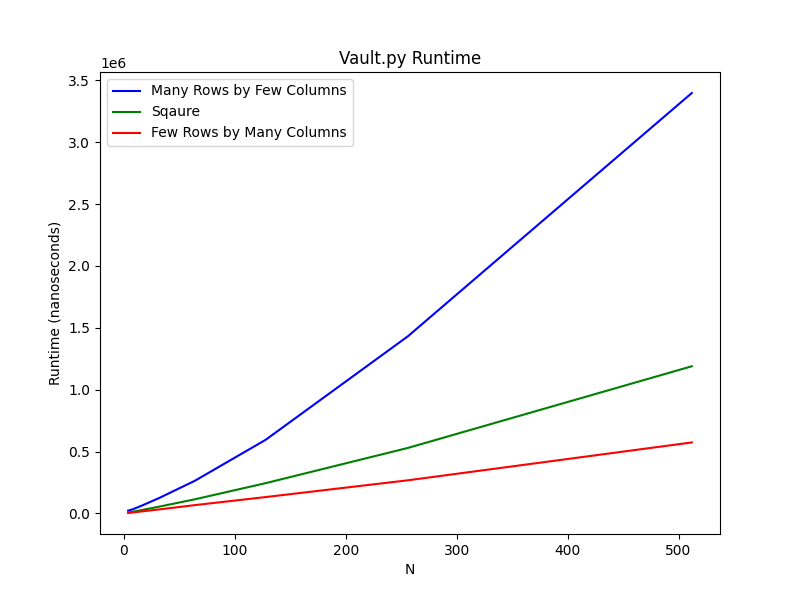 Vault.py Runtime
1e6
Many Rows by Few Columns
Sqaure
Few Rows by Many Columns
Runtime (nanoseconds)
3.5
3.0
2.5
2.0
1.5
1.0
0.5
0.0
0 100 200 300 400 500
N